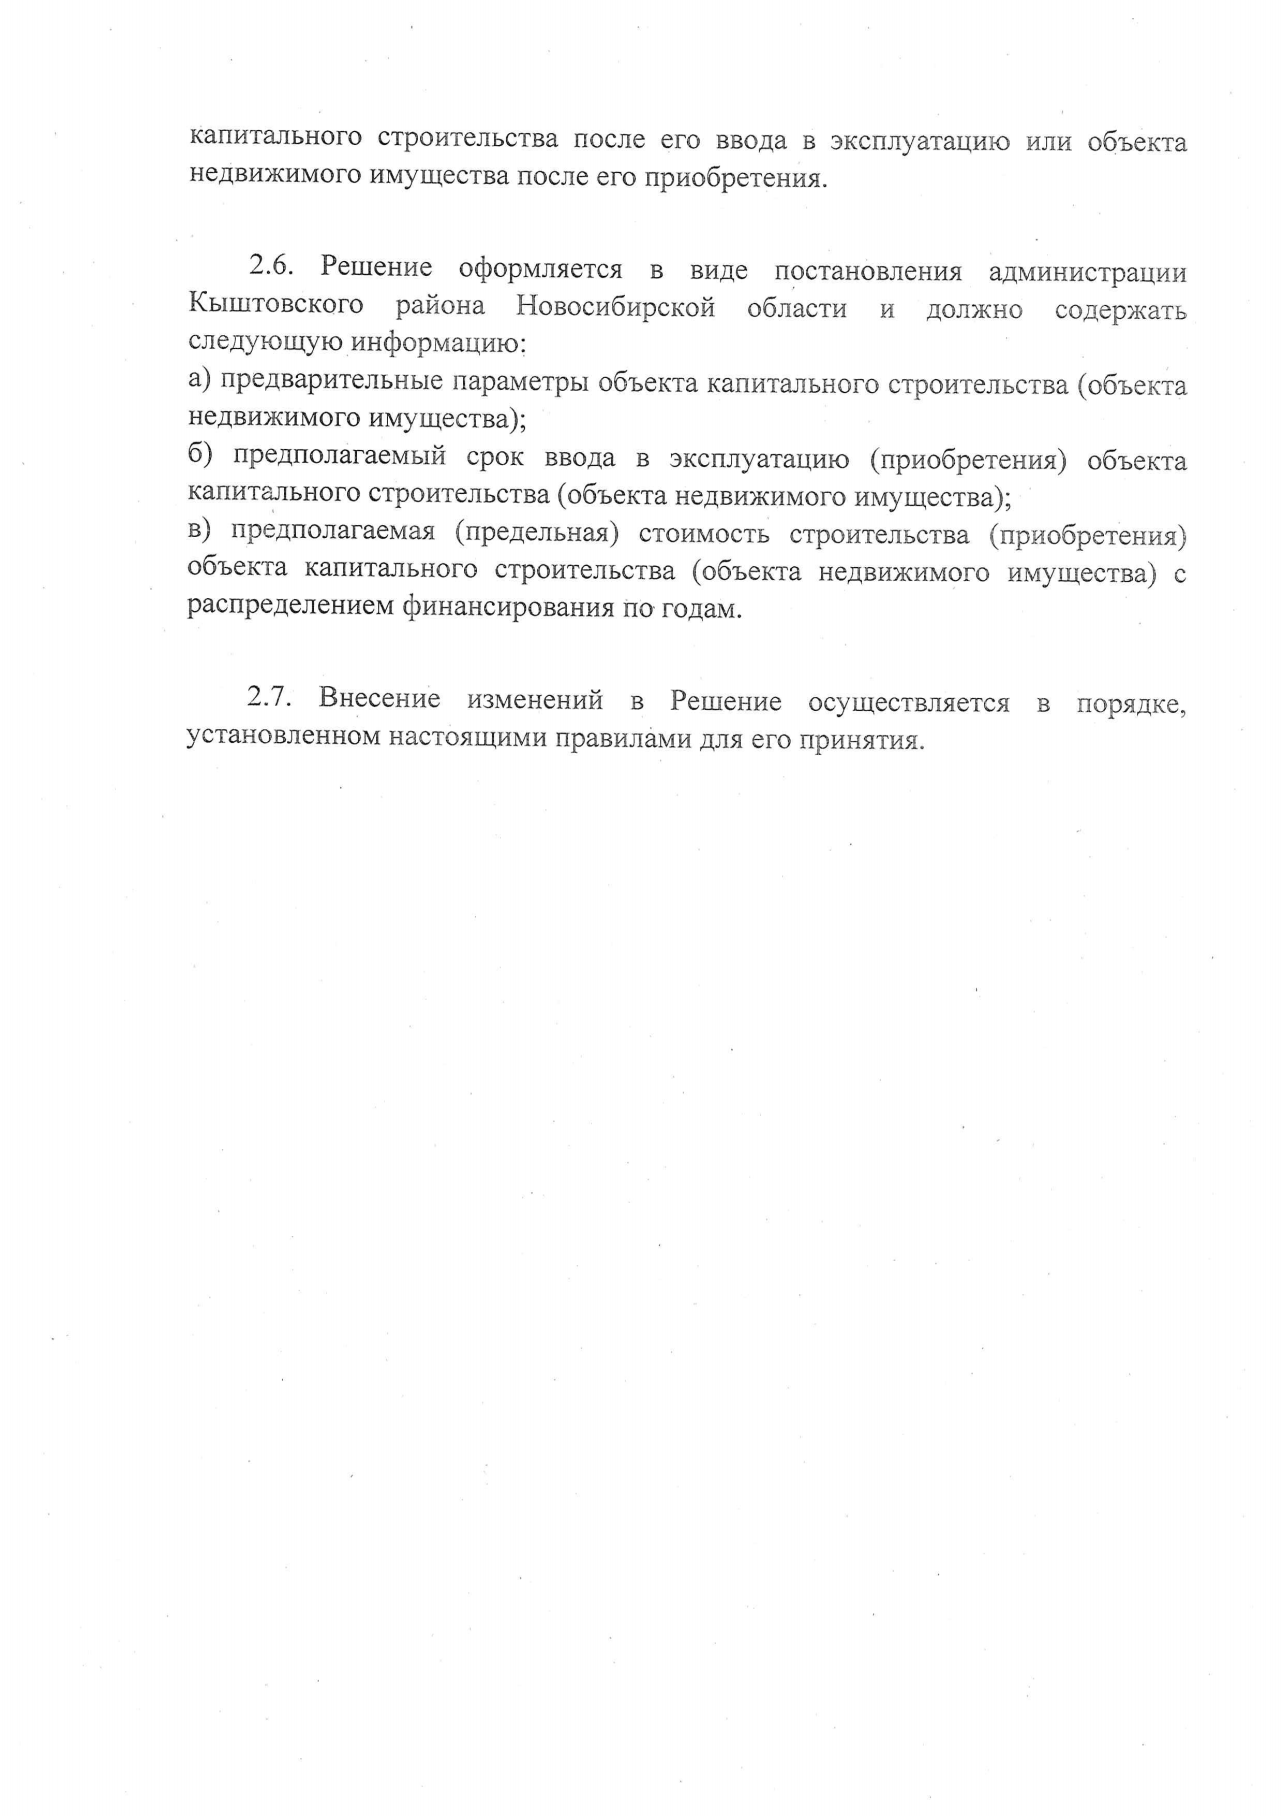 капитального строительства после его ввода в эксплуатацию или объекта
недвижимого имущества после его приобретения.
2.6. Решение оформляется в виде постановления администрации
Кыштовского района Новосибирской области и должно содержать
следующую информацию:
а) предварительные параметры объекта капитального строительства (объекта
недвижимого имущества);
б) предполагаемый срок ввода в эксплуатацию (приобретения) объекта
капитального строительства (объекта недвижимого имущества);
в) предполагаемая (предельная) стоимость строительства (приобретения)
объекта капитального строительства (объекта недвижимого имущества) с
распределением финансирования по годам.
2.7. Внесение изменений в Решение осуществляется в порядке,
установленном настоящими правилами для его принятия.